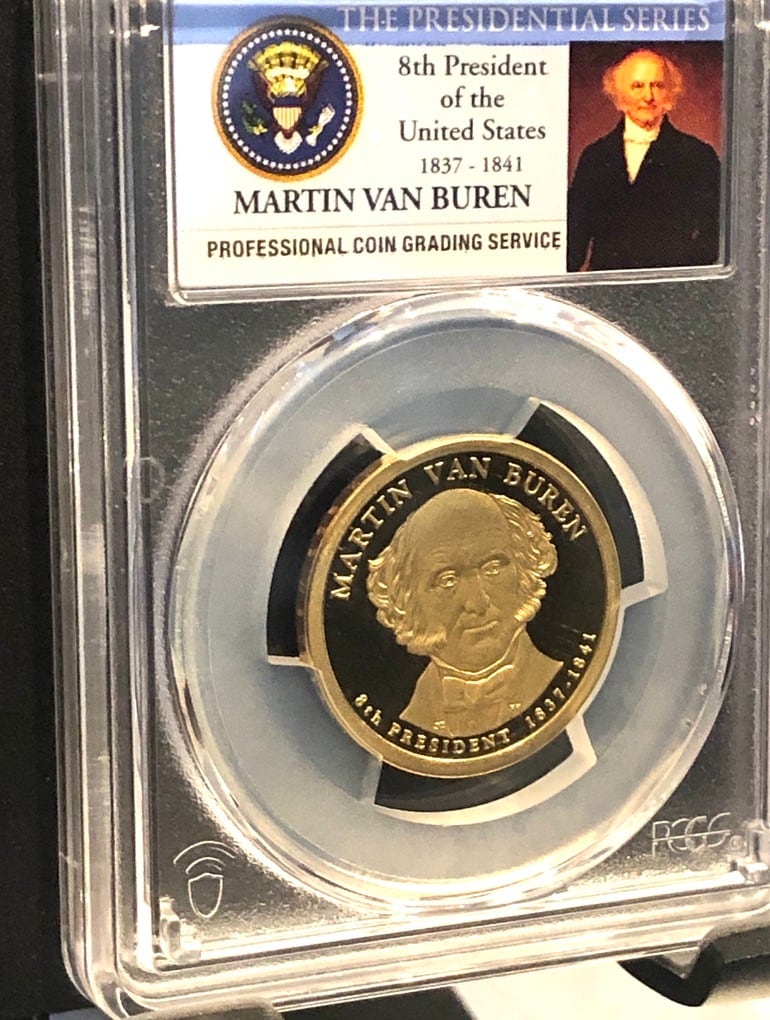 THE PRESIDENTIAL SERIES
8th President
of the
United States
1837 - 1841
MARTIN VAN BUREN
PROFESSIONAL COIN GRADING SERVICE
MARTIN VAN BUREN
8th PRESIDENT 1837-1841
PCGS